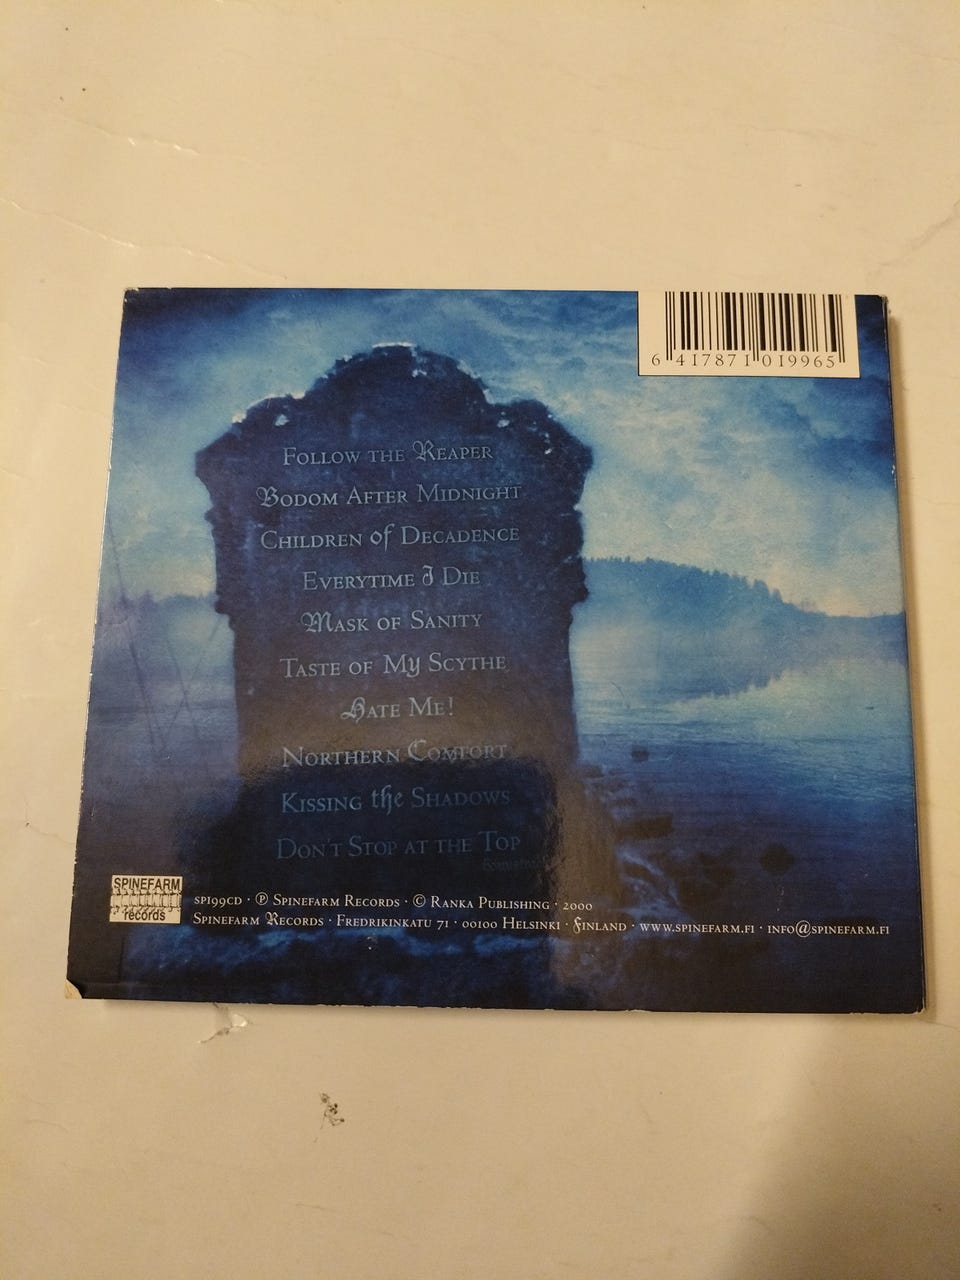 6 417871 019965
Follow the Reaper
Bodom After Midnight
Children of Decadence
Everytime I Die
Mask of Sanity
Taste of My Scythe
Hate Me!
Northern Comfort
Kissing the Shadows
Don't Stop at the Top
SPINEFARM
records
SPI99CD · ℗ Spinefarm Records · © Ranka Publishing · 2000
Spinefarm Records · Fredrikinkatu 71 · 00100 Helsinki · Finland · www.spinefarm.fi · info@spinefarm.fi